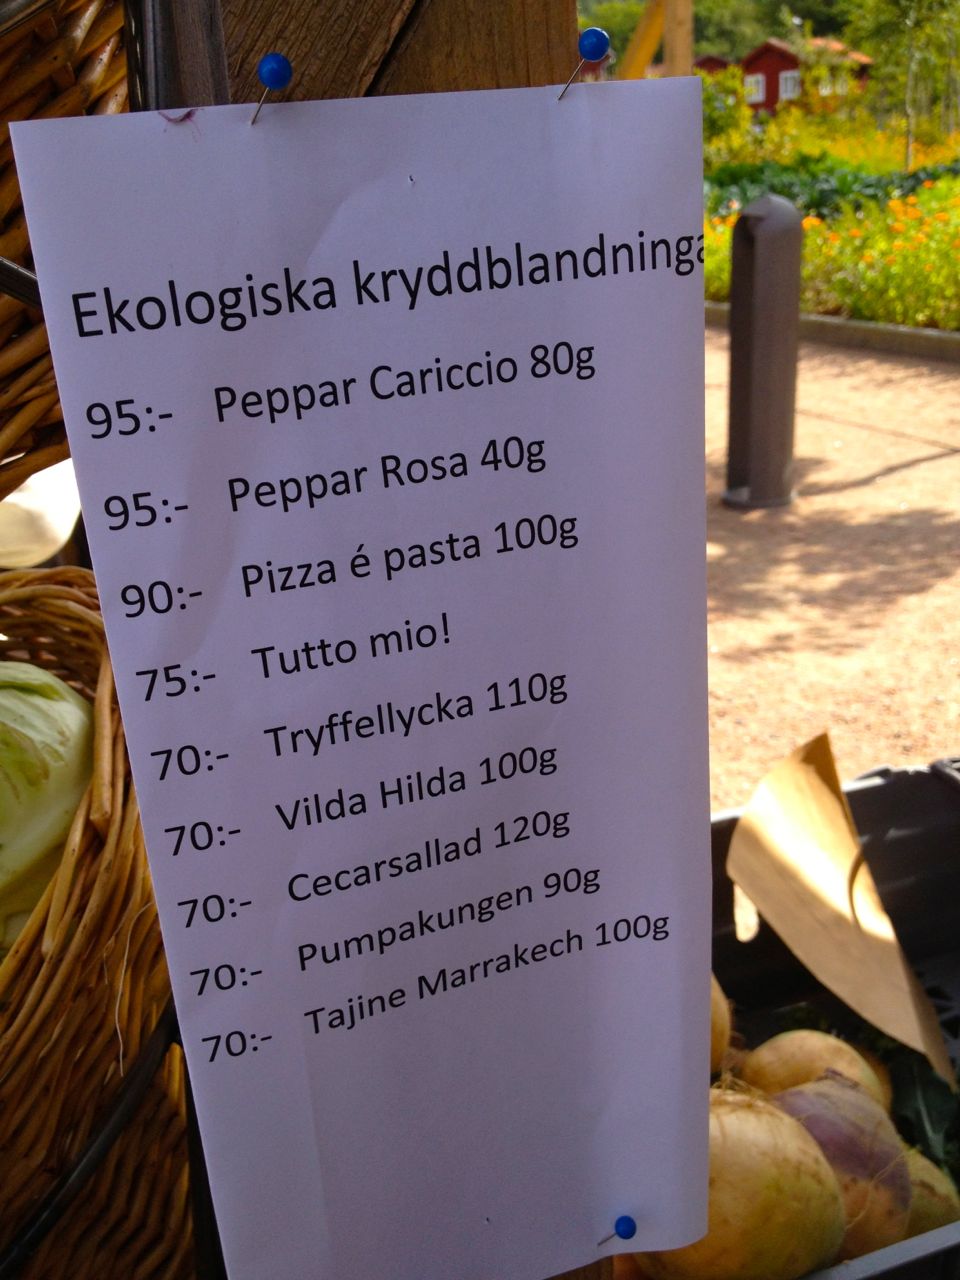 Ekologiska kryddblandninga
95:- Peppar Cariccio 80g
95:- Peppar Rosa 40g
90:- Pizza é pasta 100g
75:- Tutto mio!
70:- Tryffellycka 110g
70:- Vilda Hilda 100g
70:- Cecarsallad 120g
70:- Pumpakungen 90g
70:- Tajine Marrakech 100g